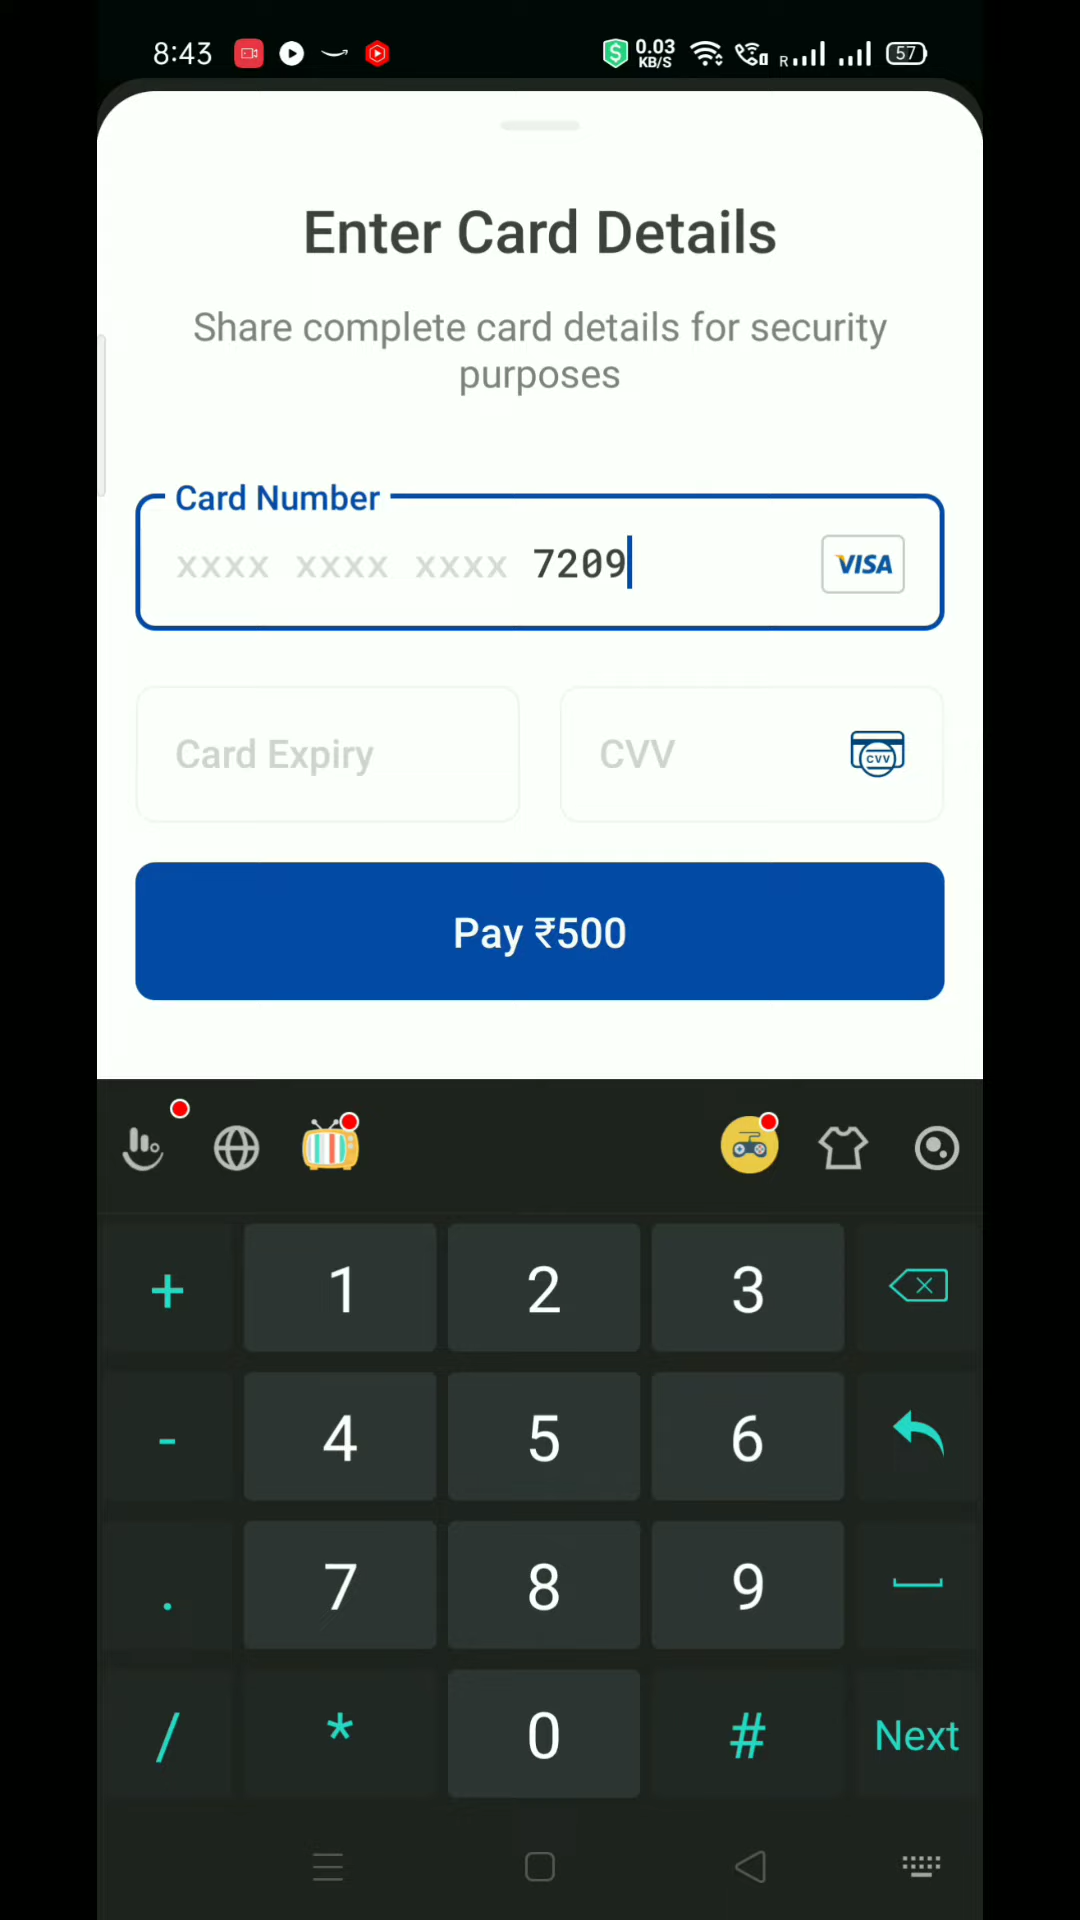 8:43
0.03
KB/S
R
57
Enter Card Details
Share complete card details for security
purposes
Card Number
xxxx xxxx xxxx 7209
VISA
Card Expiry
CVV
CVV
Pay ₹500
+ 1 2 3
- 4 5 6
. 7 8 9
/ * 0 # Next